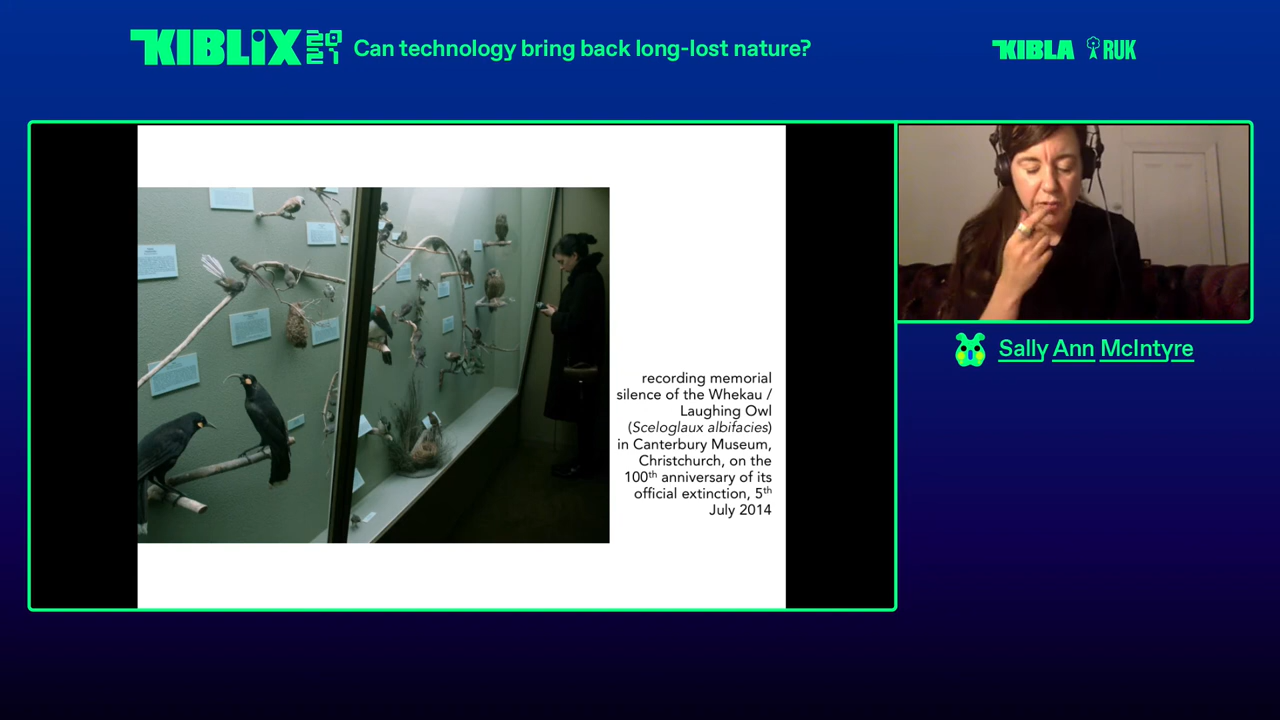 KIBLIX 2021
Can technology bring back long-lost nature?
KIBLA
RUK
Sally Ann McIntyre
recording memorial
silence of the Whekau /
Laughing Owl
(Sceloglaux albifacies)
in Canterbury Museum,
Christchurch, on the
100th anniversary of its
official extinction, 5th
July 2014